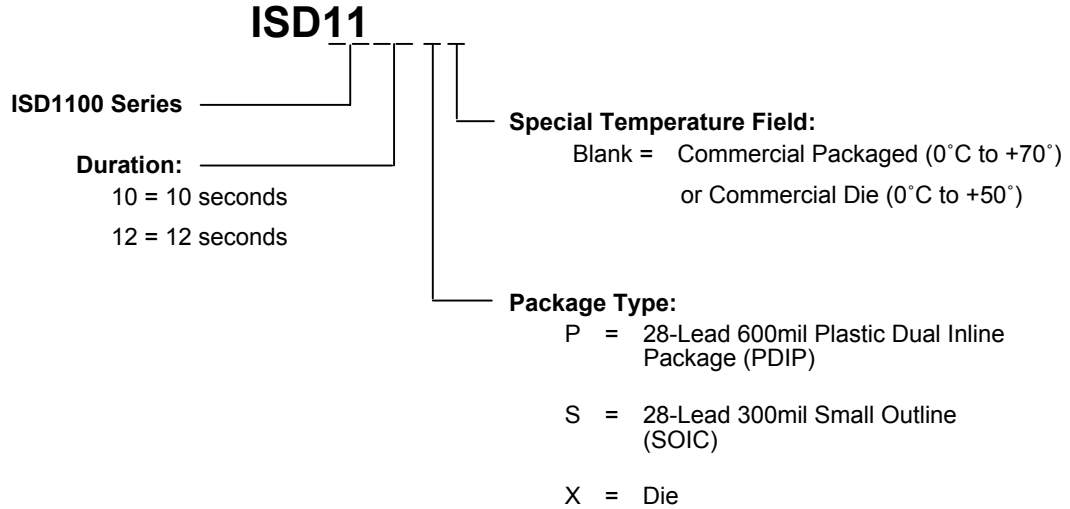 ISD11
ISD1100 Series
Duration:
10 = 10 seconds
12 = 12 seconds
Special Temperature Field:
Blank = Commercial Packaged (0˚C to +70˚)
or Commercial Die (0˚C to +50˚)
Package Type:
P = 28-Lead 600mil Plastic Dual Inline
Package (PDIP)
S = 28-Lead 300mil Small Outline
(SOIC)
X = Die